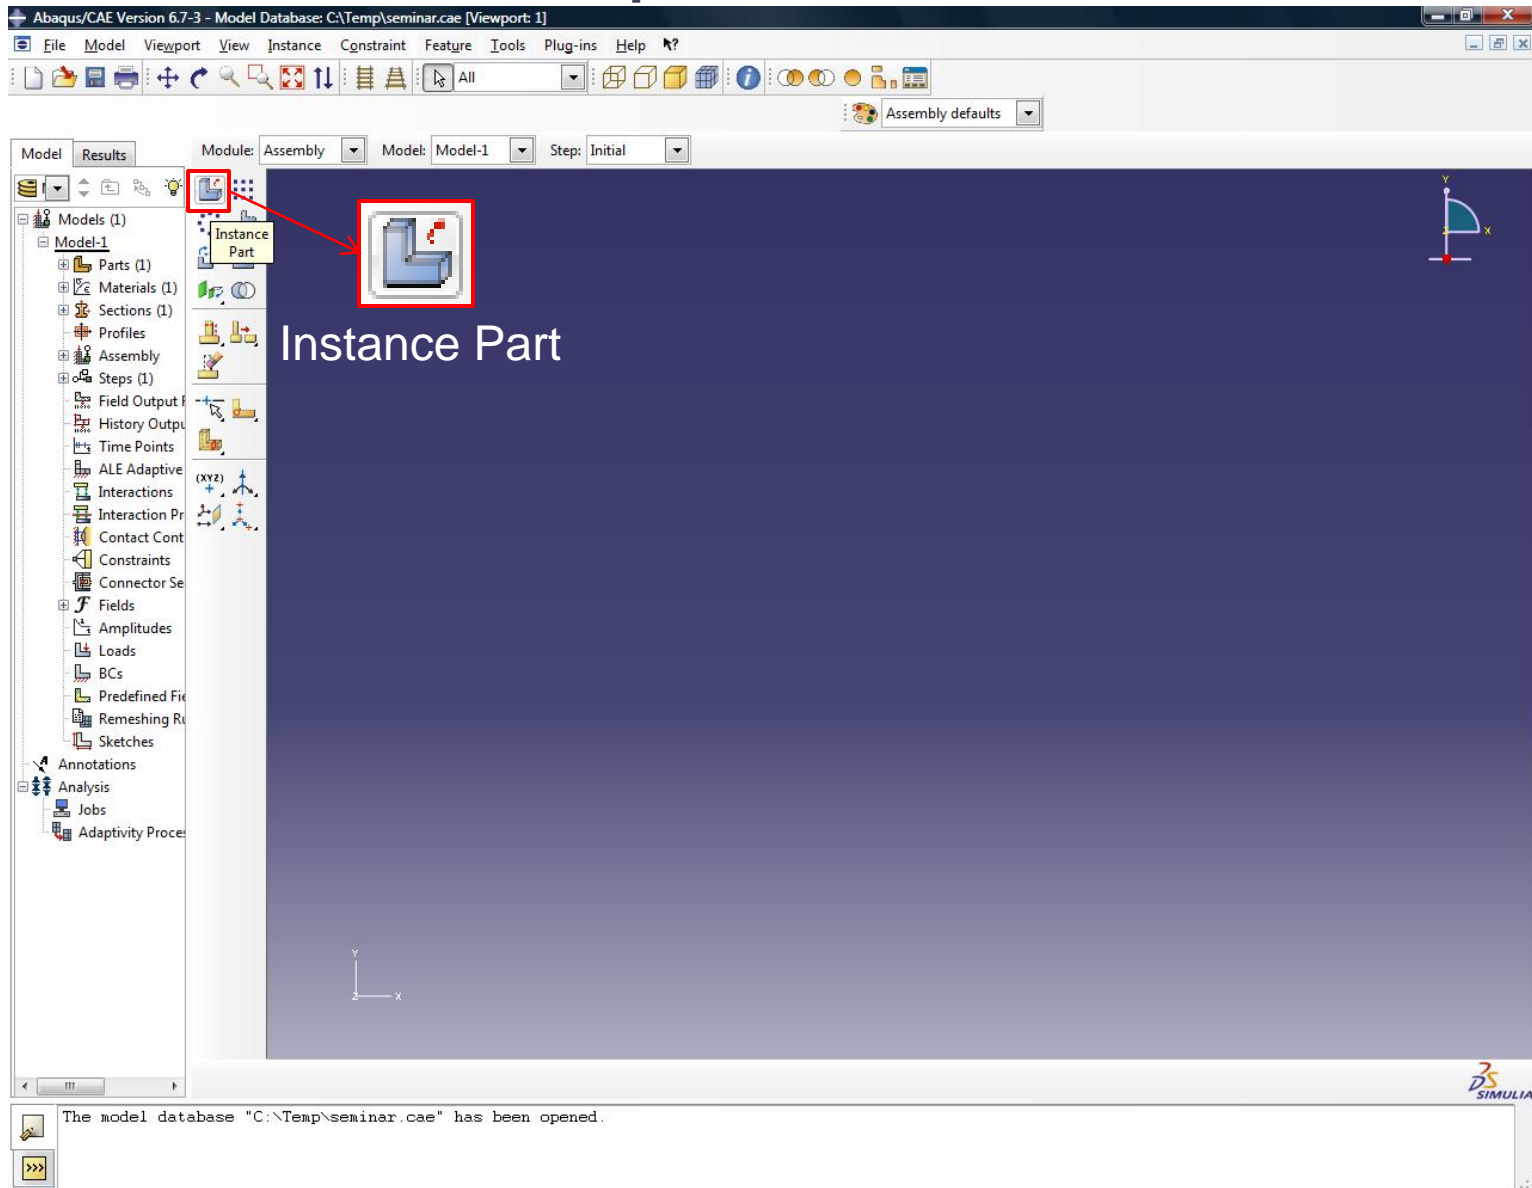 Abaqus/CAE Version 6.7-3 - Model Database: C:\Temp\seminar.cae [Viewport: 1]
File Model Viewport View Instance Constraint Feature Tools Plug-ins Help
All
Assembly defaults
Model Results
Module: Assembly Model: Model-1 Step: Initial
Models (1)
Model-1
Parts (1)
Materials (1)
Sections (1)
Profiles
Assembly
Steps (1)
Field Output
History Outpu
Time Points
ALE Adaptive
Interactions
Interaction Pr
Contact Cont
Constraints
Connector Se
Fields
Amplitudes
Loads
BCs
Predefined Fie
Remeshing Ru
Sketches
Annotations
Analysis
Jobs
Adaptivity Proces
(XYZ)
Instance
Part
Instance Part
Y
X
Z
Y
Z X
SIMULIA
The model database "C:\Temp\seminar.cae" has been opened.
>>>